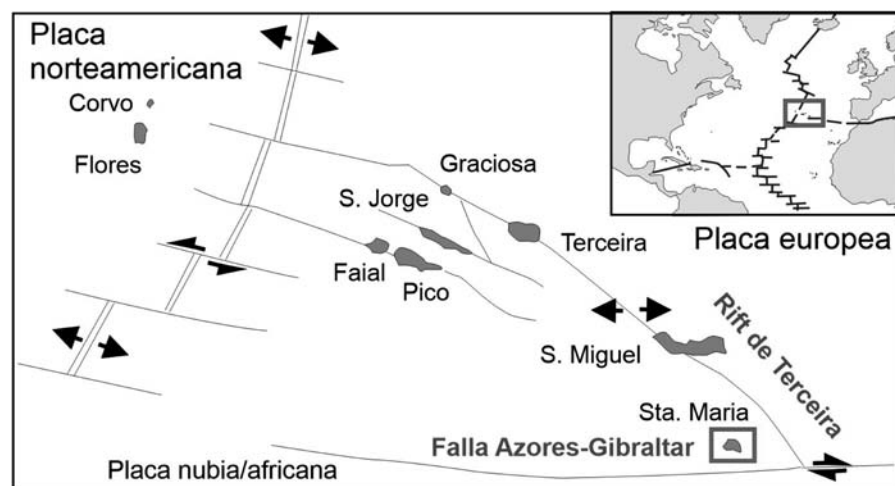 Placa
norteamericana
Corvo
Flores
Graciosa
S. Jorge
Terceira
Placa europea
Faial
Pico
S. Miguel
Rift de Terceira
Sta. Maria
Falla Azores-Gibraltar
Placa nubia/africana